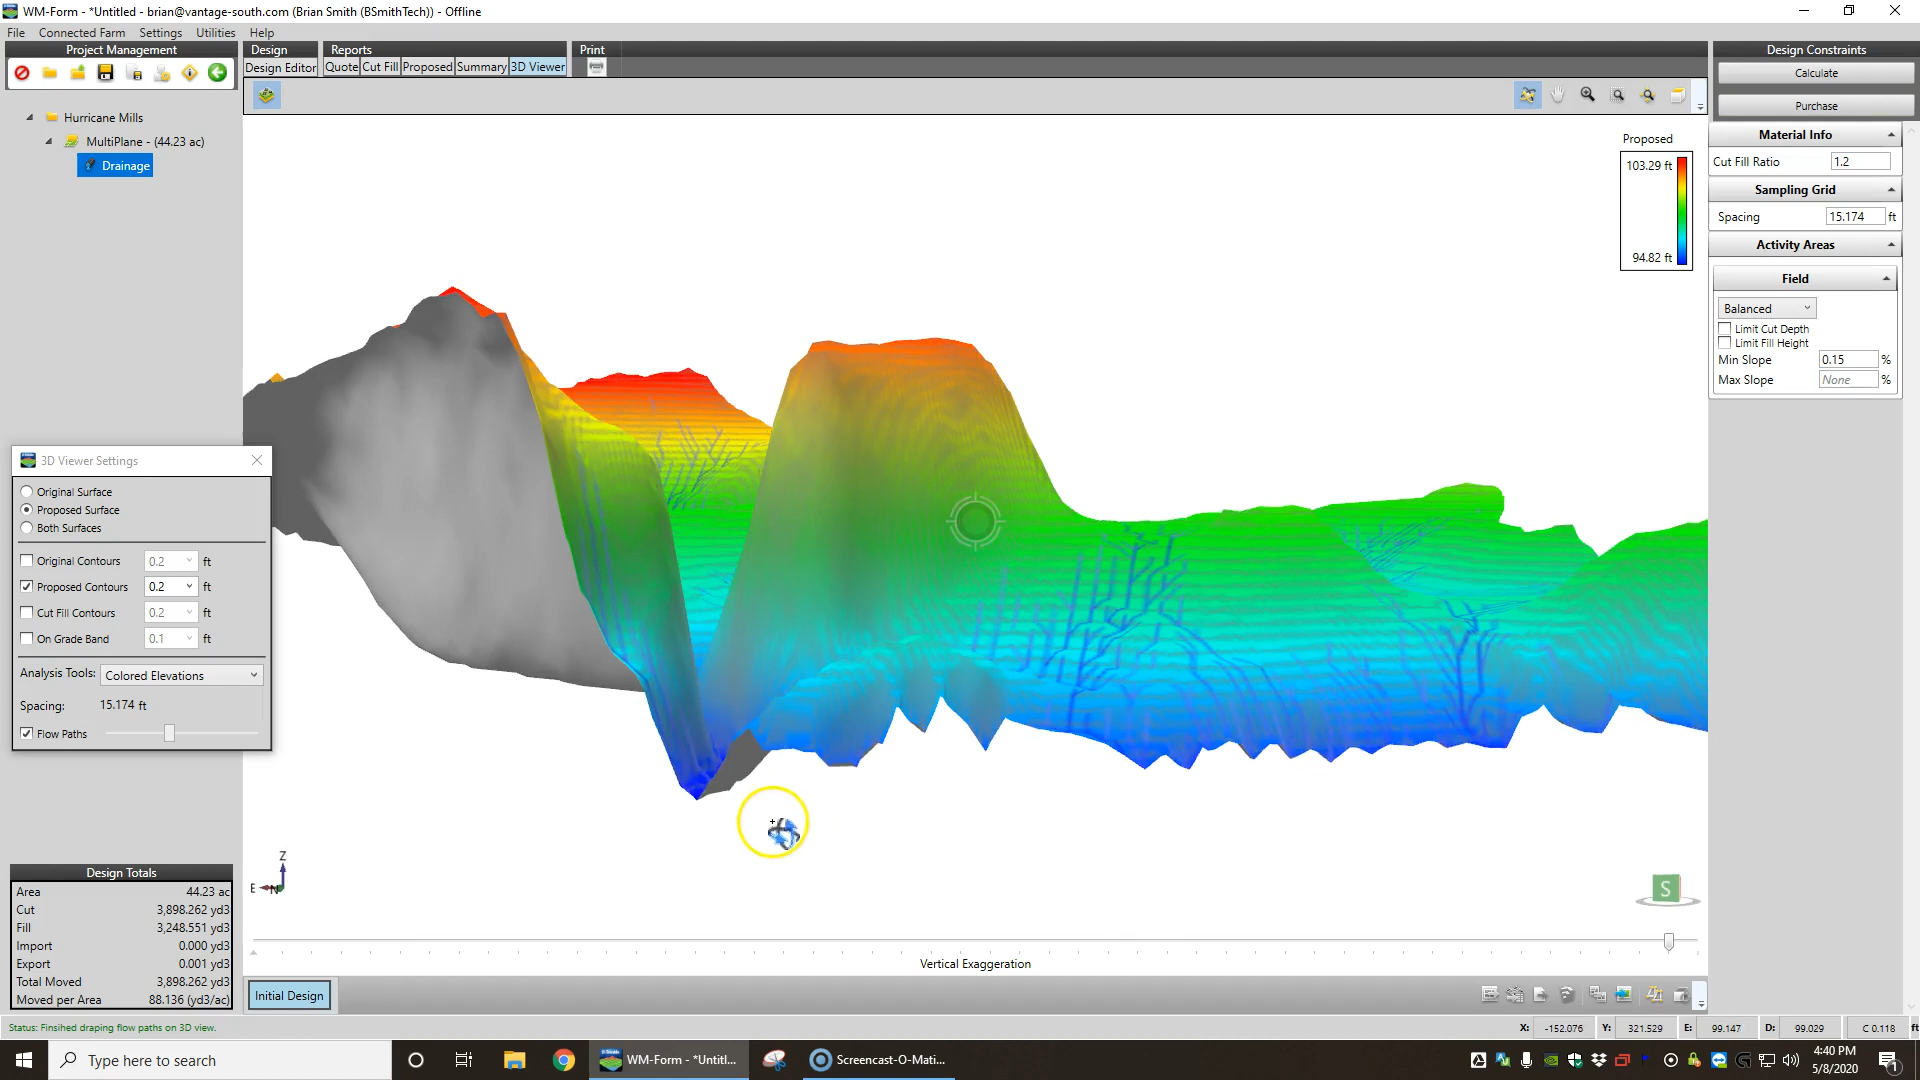 WM-Form - *Untitled - brian@vantage-south.com (Brian Smith (BSmithTech)) - Offline
File Connected Farm Settings Utilities Help
Project Management
Design
Design Editor
Reports
Quote Cut Fill Proposed Summary 3D Viewer
Print
Hurricane Mills
MultiPlane - (44.23 ac)
Drainage
Proposed
103.29 ft
94.82 ft
Design Constraints
Calculate
Purchase
Material Info
Cut Fill Ratio 1.2
Sampling Grid
Spacing 15.174 ft
Activity Areas
Field
Balanced
Limit Cut Depth
Limit Fill Height
Min Slope 0.15 %
Max Slope None %
3D Viewer Settings
Original Surface
Proposed Surface
Both Surfaces
Original Contours 0.2 ft
Proposed Contours 0.2 ft
Cut Fill Contours 0.2 ft
On Grade Band 0.1 ft
Analysis Tools: Colored Elevations
Spacing: 15.174 ft
Flow Paths
Z
E N
S
Design Totals
Area 44.23 ac
Cut 3,898.262 yd3
Fill 3,248.551 yd3
Import 0.000 yd3
Export 0.001 yd3
Total Moved 3,898.262 yd3
Moved per Area 88.136 (yd3/ac)
Vertical Exaggeration
Initial Design
Status: Finsihed draping flow paths on 3D view.
X: -152.076 Y: 321.529 E: 99.147 D: 99.029 C 0.118 ft
Type here to search
WM-Form - *Untitl...
Screencast-O-Mati...
4:40 PM
5/8/2020
1